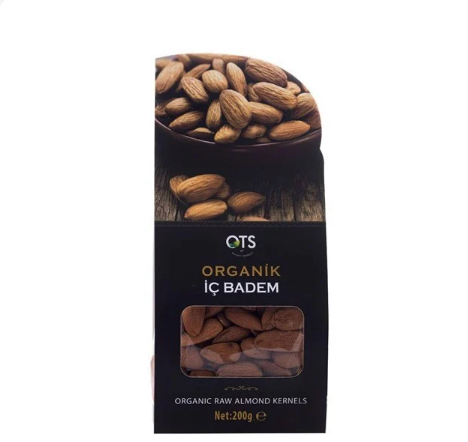 OTS
ORGANİK
İÇ BADEM
ORGANIC RAW ALMOND KERNELS
Net:200g ℮